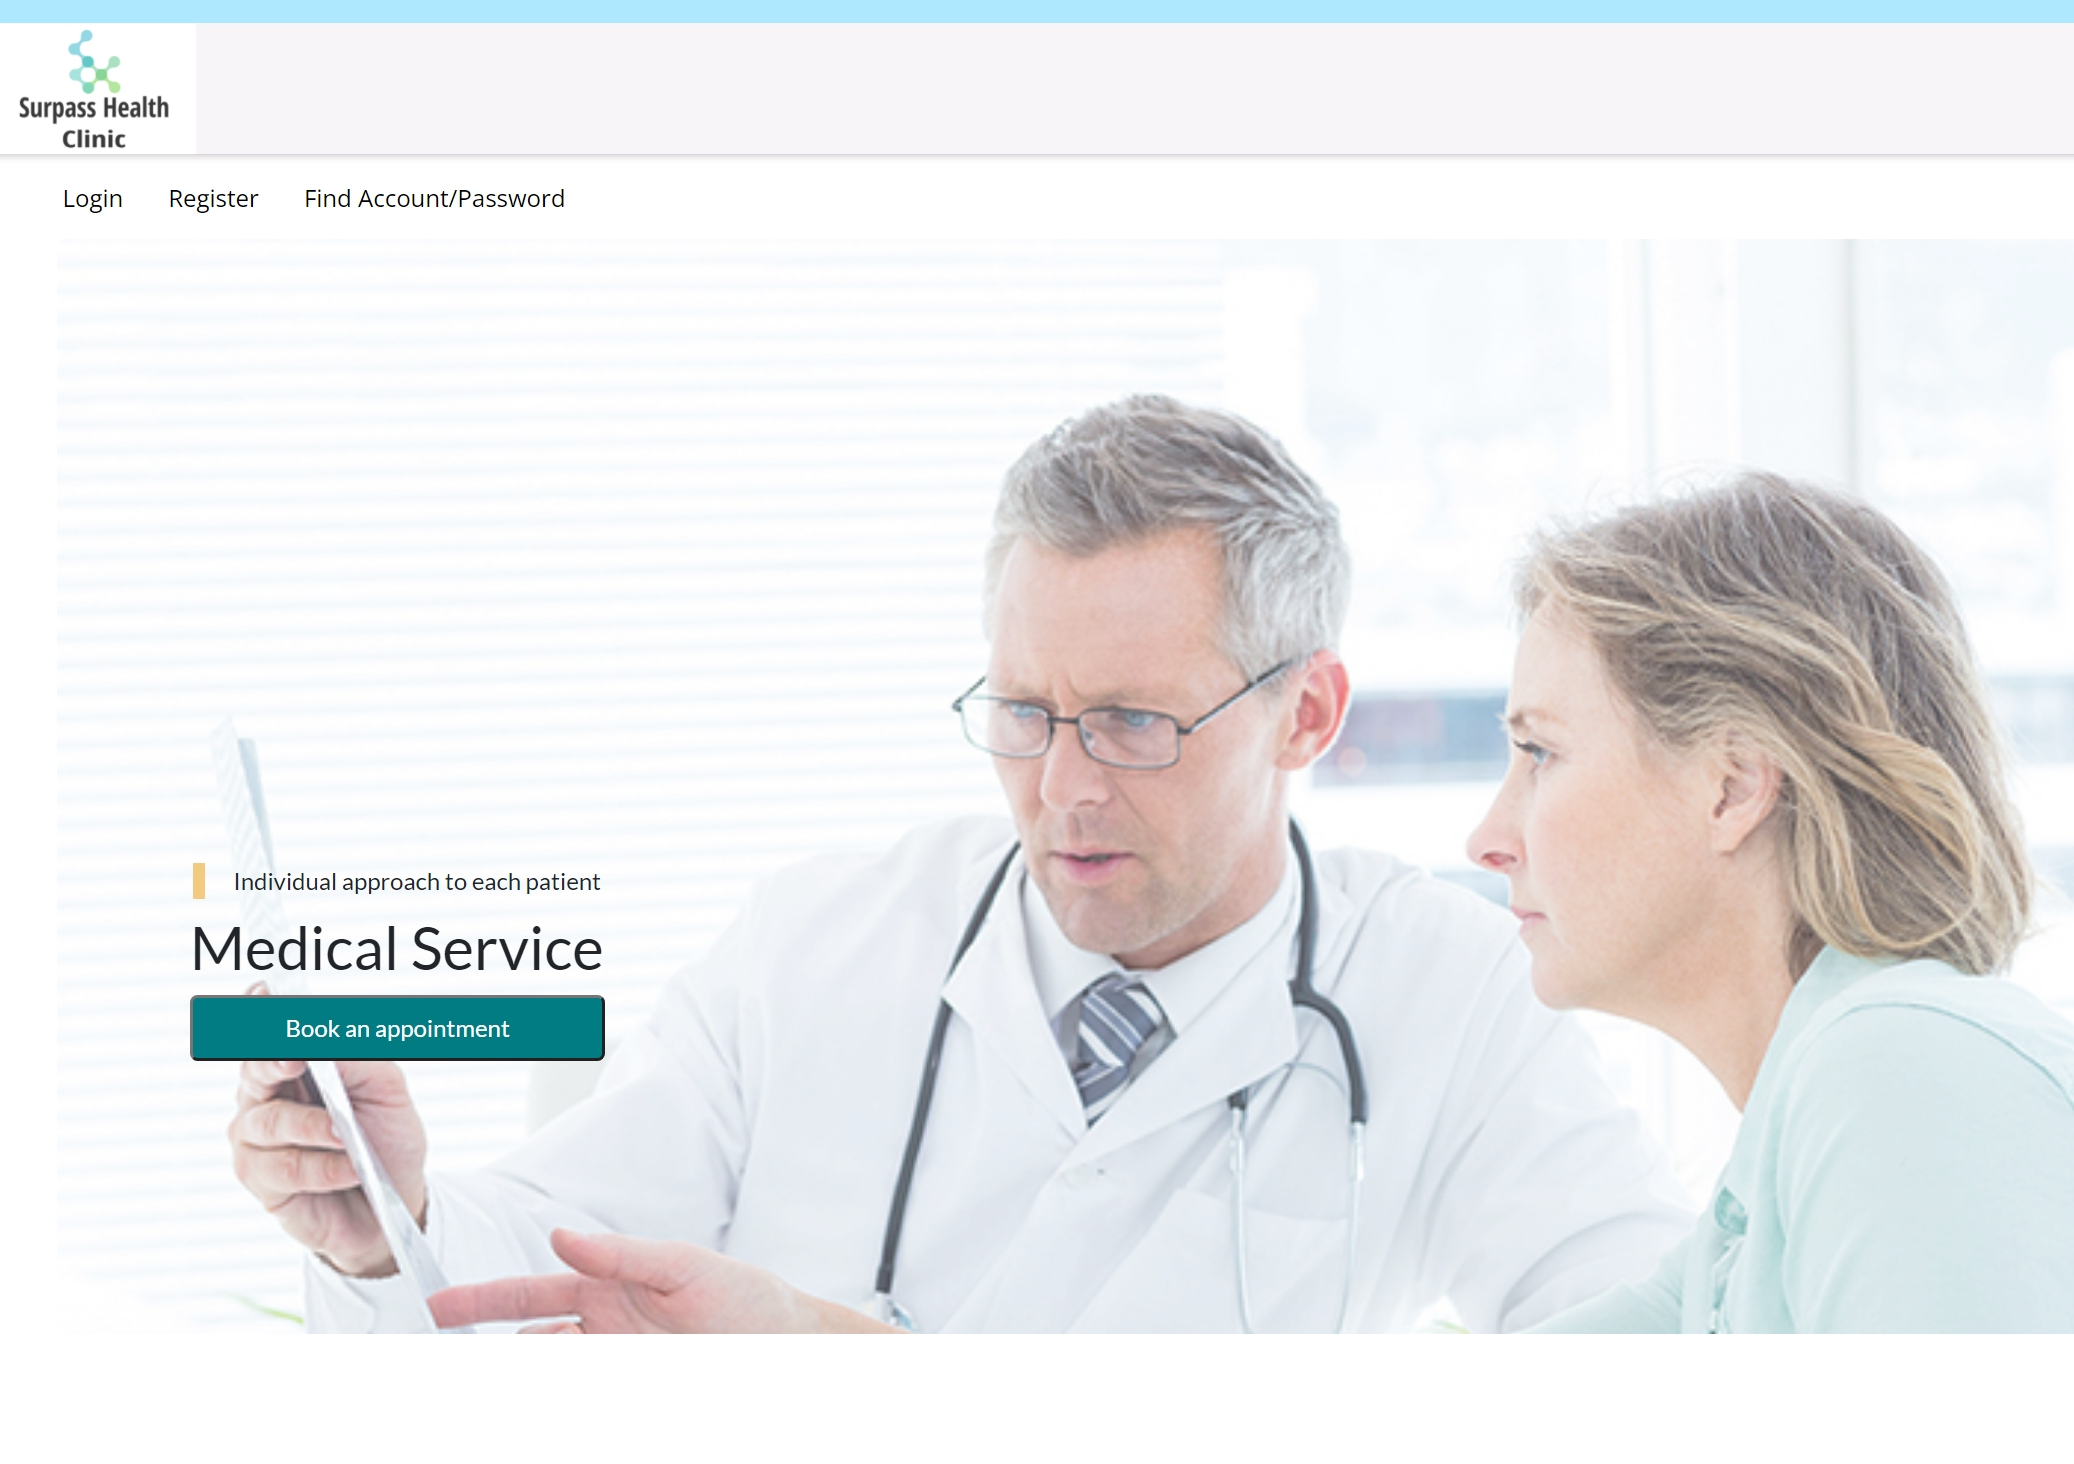 Surpass Health
Clinic
Login Register Find Account/Password
Individual approach to each patient
Medical Service
Book an appointment